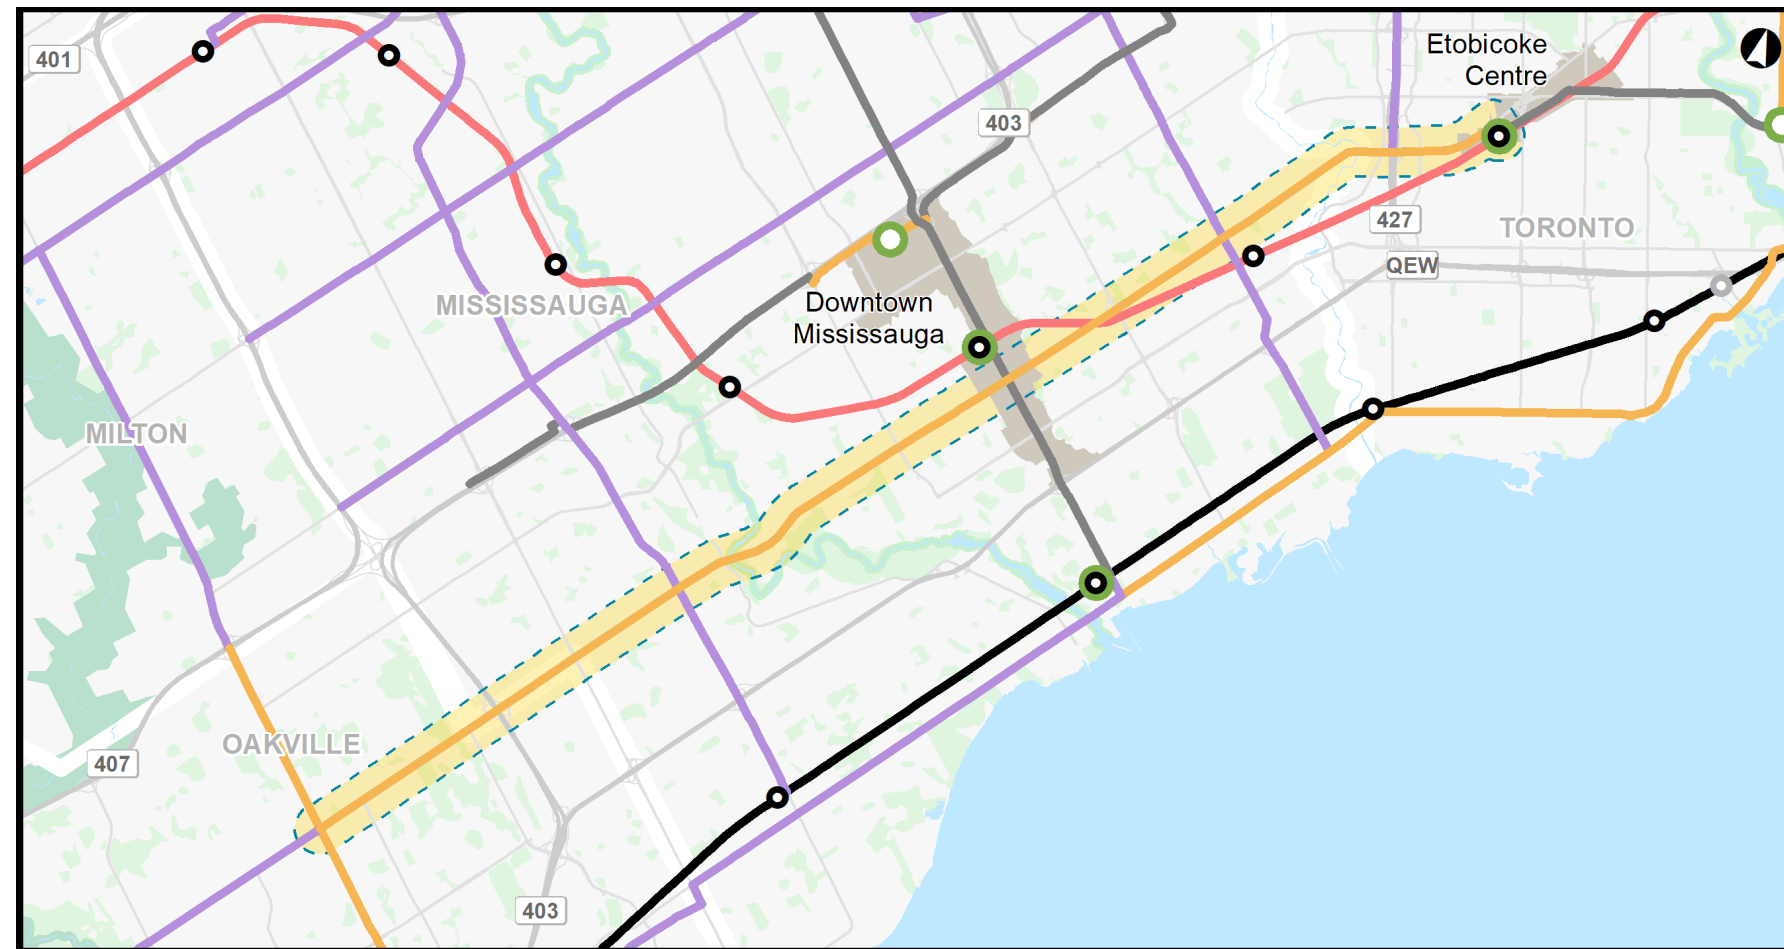 401
Etobicoke
Centre
403
427
TORONTO
QEW
Downtown
Mississauga
MISSISSAUGA
MILTON
OAKVILLE
407
403